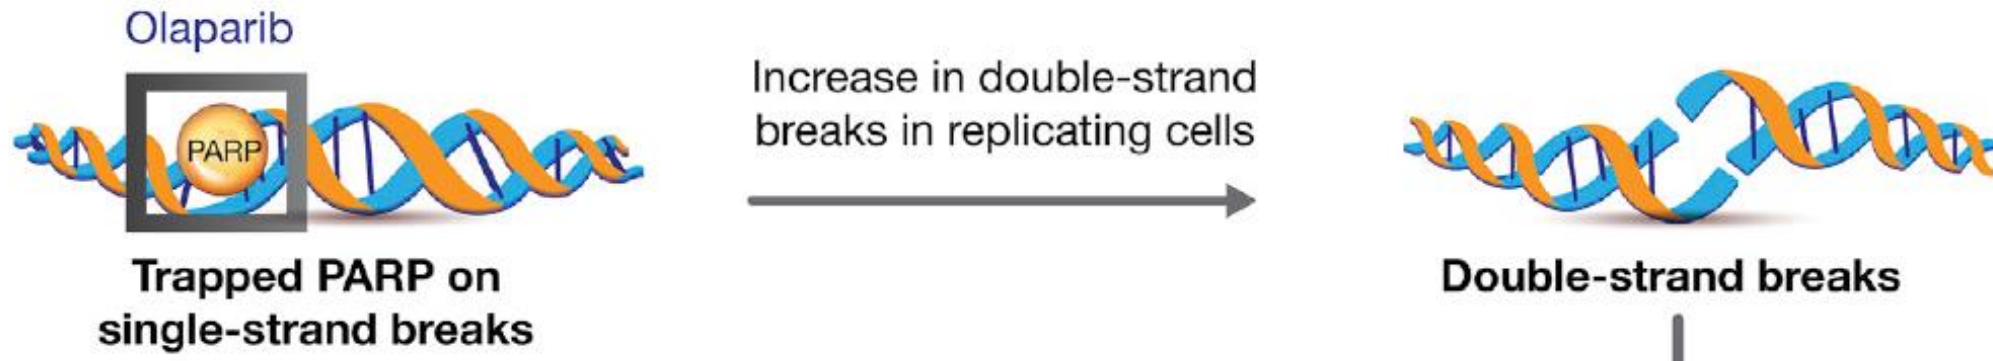 Olaparib
PARP
Trapped PARP on
single-strand breaks
Increase in double-strand
breaks in replicating cells
Double-strand breaks